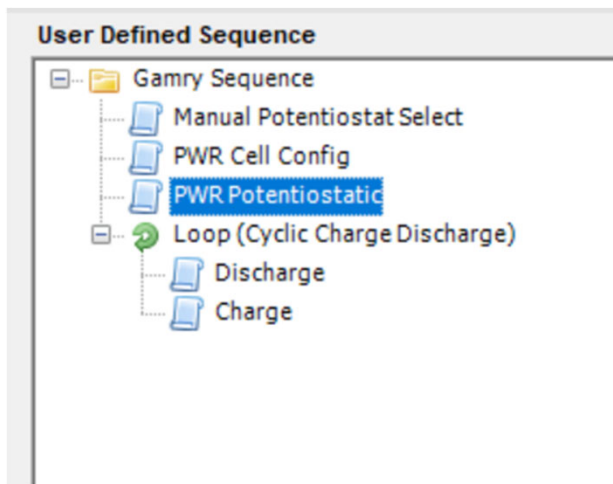 User Defined Sequence
Gamry Sequence
Manual Potentiostat Select
PWR Cell Config
PWR Potentiostatic
Loop (Cyclic Charge Discharge)
Discharge
Charge